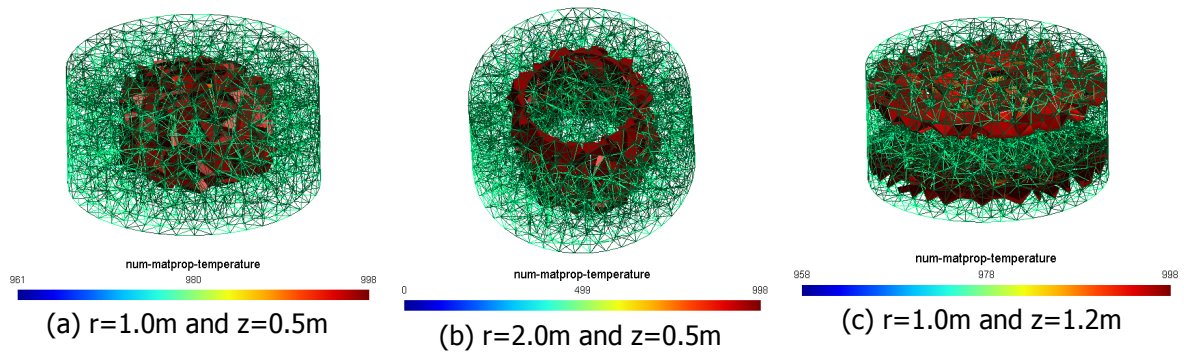 num-matprop-temperature
961 980 998
(a) r=1.0m and z=0.5m
num-matprop-temperature
0 499 998
(b) r=2.0m and z=0.5m
num-matprop-temperature
958 978 998
(c) r=1.0m and z=1.2m